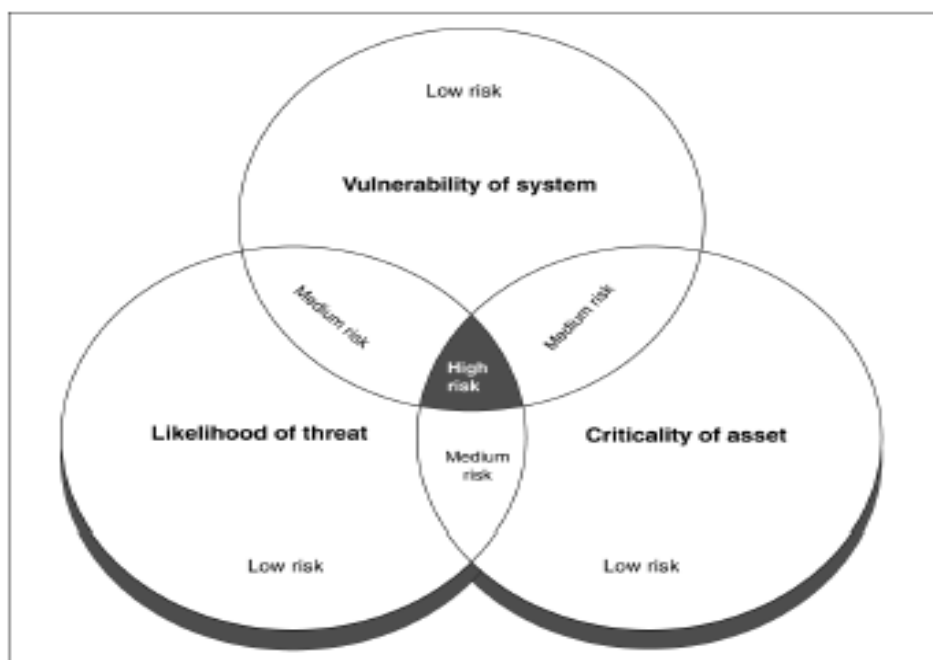 Low risk
Vulnerability of system
Medium risk
Medium risk
High
risk
Likelihood of threat
Criticality of asset
Medium
risk
Low risk
Low risk